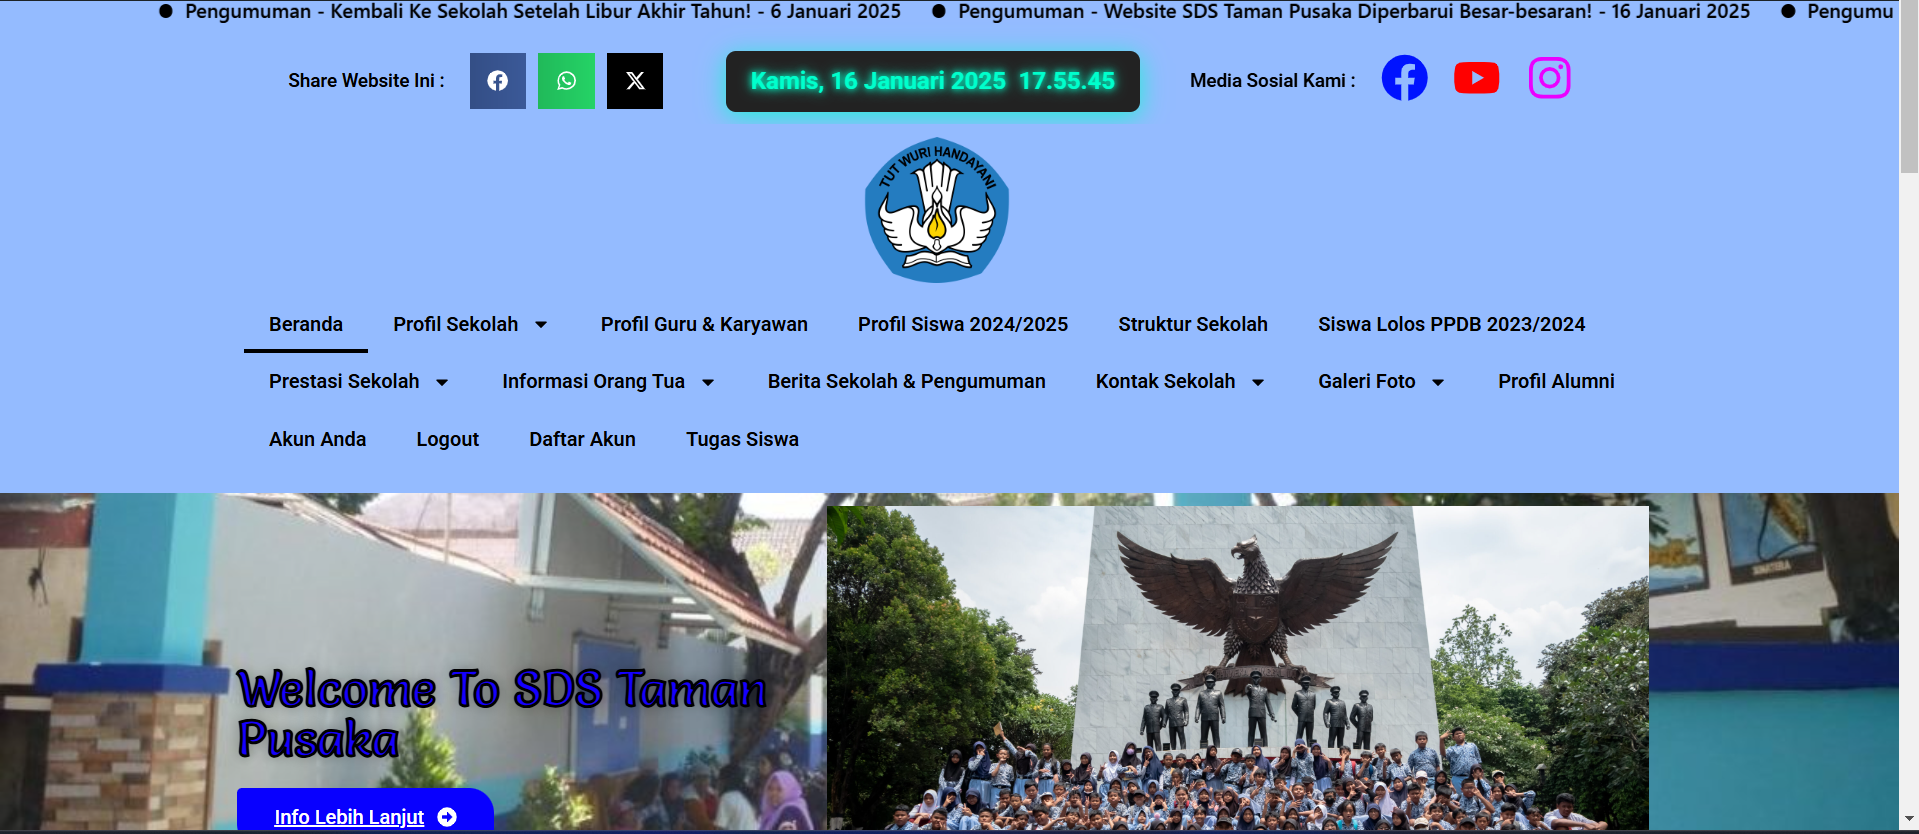 ● Pengumuman - Kembali Ke Sekolah Setelah Libur Akhir Tahun! - 6 Januari 2025 ● Pengumuman - Website SDS Taman Pusaka Diperbarui Besar-besaran! - 16 Januari 2025 ● Pengumu
Share Website Ini :
Kamis, 16 Januari 2025 17.55.45
Media Sosial Kami :
TUT WURI HANDAYANI
Beranda Profil Sekolah Profil Guru & Karyawan Profil Siswa 2024/2025 Struktur Sekolah Siswa Lolos PPDB 2023/2024
Prestasi Sekolah Informasi Orang Tua Berita Sekolah & Pengumuman Kontak Sekolah Galeri Foto Profil Alumni
Akun Anda Logout Daftar Akun Tugas Siswa
SUMATERA
Welcome To SDS Taman
Pusaka
Info Lebih Lanjut